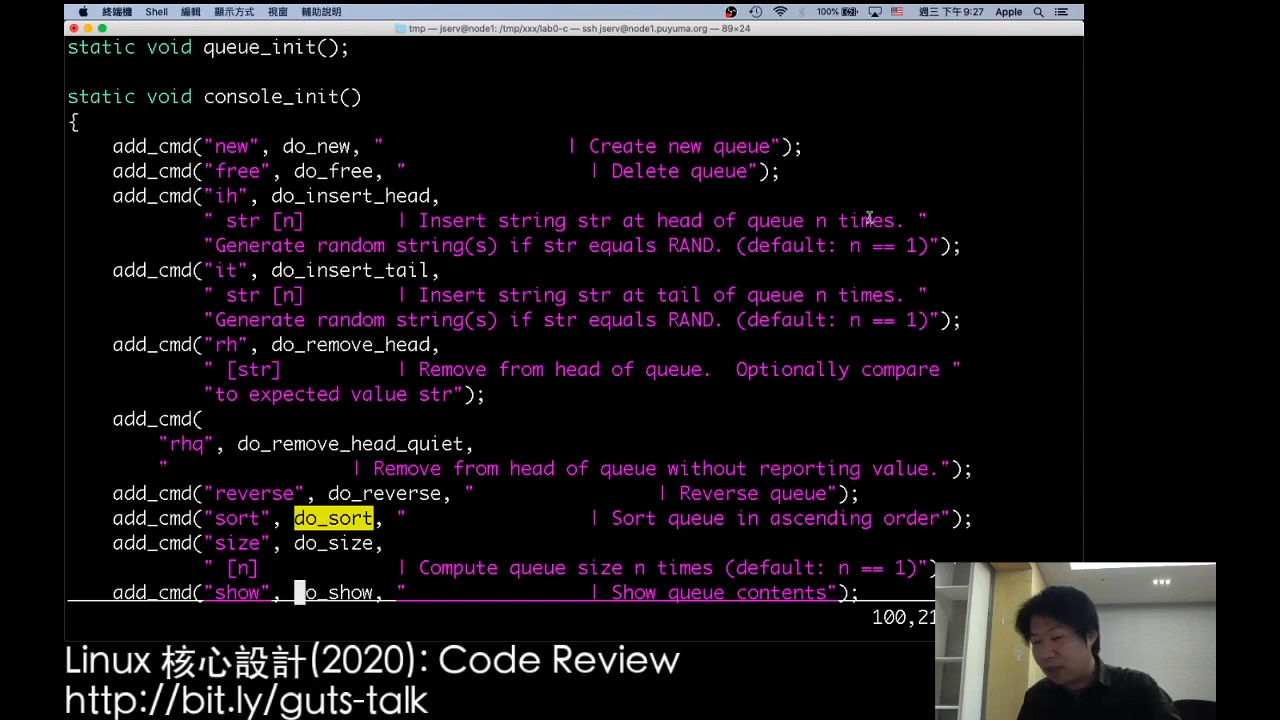 終端機 Shell 編輯 顯示方式 視窗 輔助說明 100% 週三 下午 9:27 Apple
tmp — jserv@node1: /tmp/xxx/lab0-c — ssh jserv@node1.puyuma.org — 89×24
static void queue_init();
static void console_init()
{
add_cmd("new", do_new, " | Create new queue");
add_cmd("free", do_free, " | Delete queue");
add_cmd("ih", do_insert_head,
" str [n] | Insert string str at head of queue n times. "
"Generate random string(s) if str equals RAND. (default: n == 1)");
add_cmd("it", do_insert_tail,
" str [n] | Insert string str at tail of queue n times. "
"Generate random string(s) if str equals RAND. (default: n == 1)");
add_cmd("rh", do_remove_head,
" [str] | Remove from head of queue.  Optionally compare "
"to expected value str");
add_cmd(
"rhq", do_remove_head_quiet,
" | Remove from head of queue without reporting value.");
add_cmd("reverse", do_reverse, " | Reverse queue");
add_cmd("sort", do_sort, " | Sort queue in ascending order");
add_cmd("size", do_size,
" [n] | Compute queue size n times (default: n == 1)")
add_cmd("show", do_show, " | Show queue contents");
100,21
Linux 核心設計(2020): Code Review
http://bit.ly/guts-talk